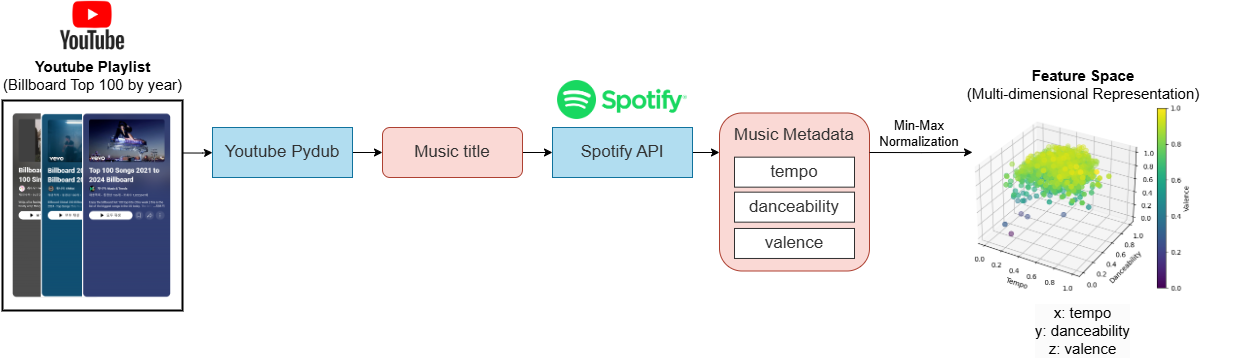 YouTube
Youtube Playlist
(Billboard Top 100 by year)
Billboard 20
100 Songs 2
Top 100 Songs 2021 to
2024 Billboard
vevo
Youtube Pydub
Music title
Spotify
Spotify API
Music Metadata
tempo
danceability
valence
Min-Max
Normalization
Feature Space
(Multi-dimensional Representation)
1.0
0.8
0.6
0.4
0.2
0.0
Valence
1.0
0.8
0.6
0.4
0.2
0.0
0.0
0.2
0.4
0.6
0.8
1.0
Tempo
0.0
0.2
0.4
0.6
0.8
1.0
Danceability
x: tempo
y: danceability
z: valence